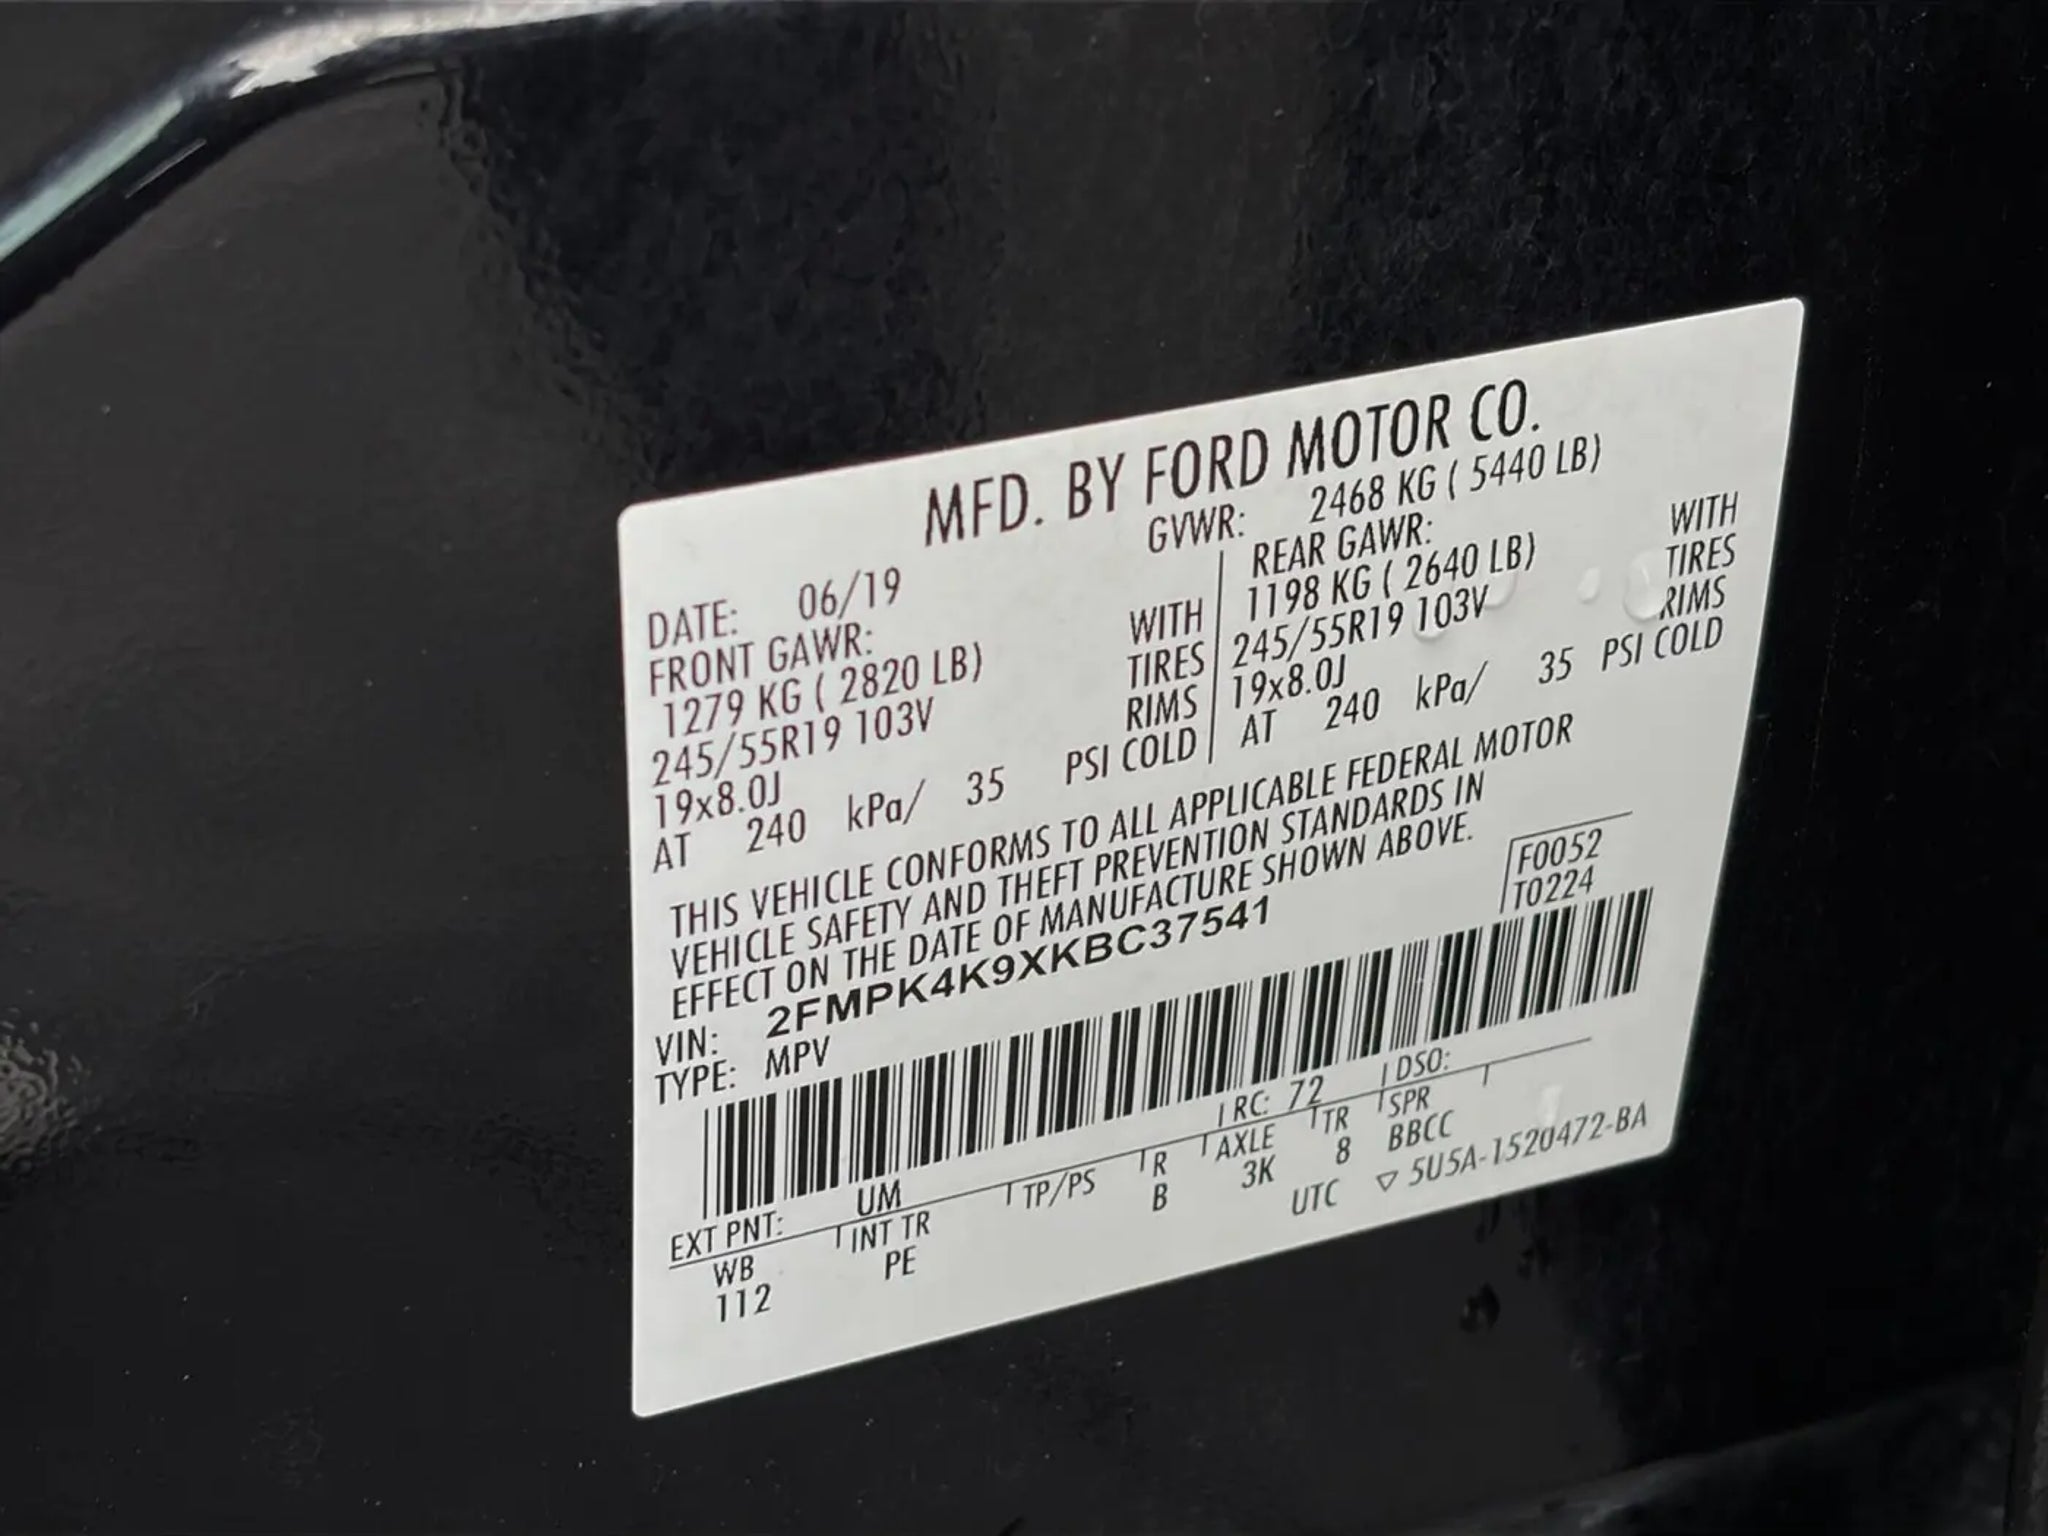 MFD. BY FORD MOTOR CO.
DATE: 06/19 GVWR: 2468 KG ( 5440 LB)
FRONT GAWR: REAR GAWR:
1279 KG ( 2820 LB) WITH 1198 KG ( 2640 LB) WITH
245/55R19 103V TIRES 245/55R19 103V TIRES
19x8.0J RIMS 19x8.0J RIMS
AT 240 kPa/ 35 PSI COLD AT 240 kPa/ 35 PSI COLD
THIS VEHICLE CONFORMS TO ALL APPLICABLE FEDERAL MOTOR
VEHICLE SAFETY AND THEFT PREVENTION STANDARDS IN
EFFECT ON THE DATE OF MANUFACTURE SHOWN ABOVE.
F0052
VIN: 2FMPK4K9XKBC37541 T0224
TYPE: MPV
EXT PNT: UM RC: 72 DSO:
WB INT TR TP/PS R AXLE TR SPR
112 PE B 3K 8 BBCC
UTC ▽ 5U5A-1520472-BA